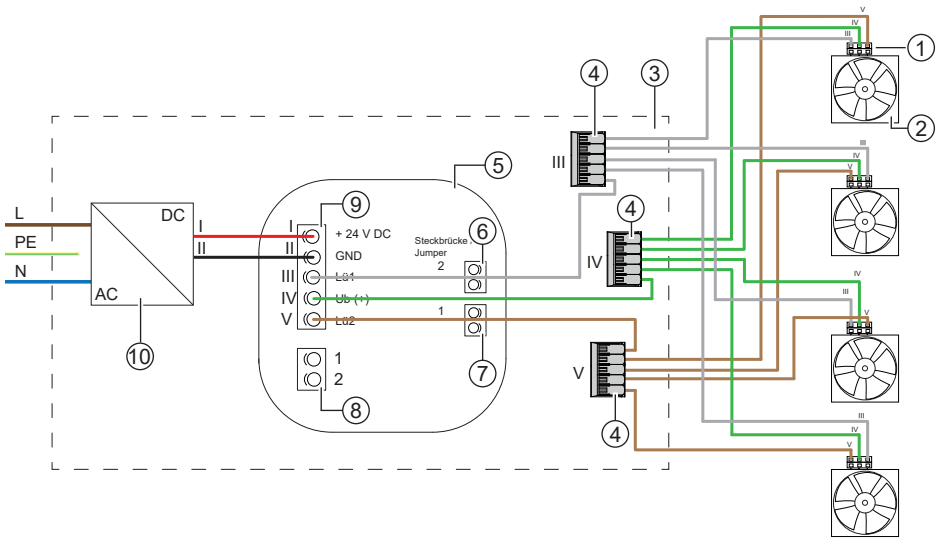 V
IV
III
1
2
III
IV
V
4
3
III
5
4
L
DC
I
I
9
+ 24 V DC
Steckbrücke /
Jumper
6
PE
II
II
GND
2
III
Lü1
IV
N
AC
IV
Ub (+)
1
V
Lü2
10
1
2
8
7
V
4
IV
III
V
III
IV
V